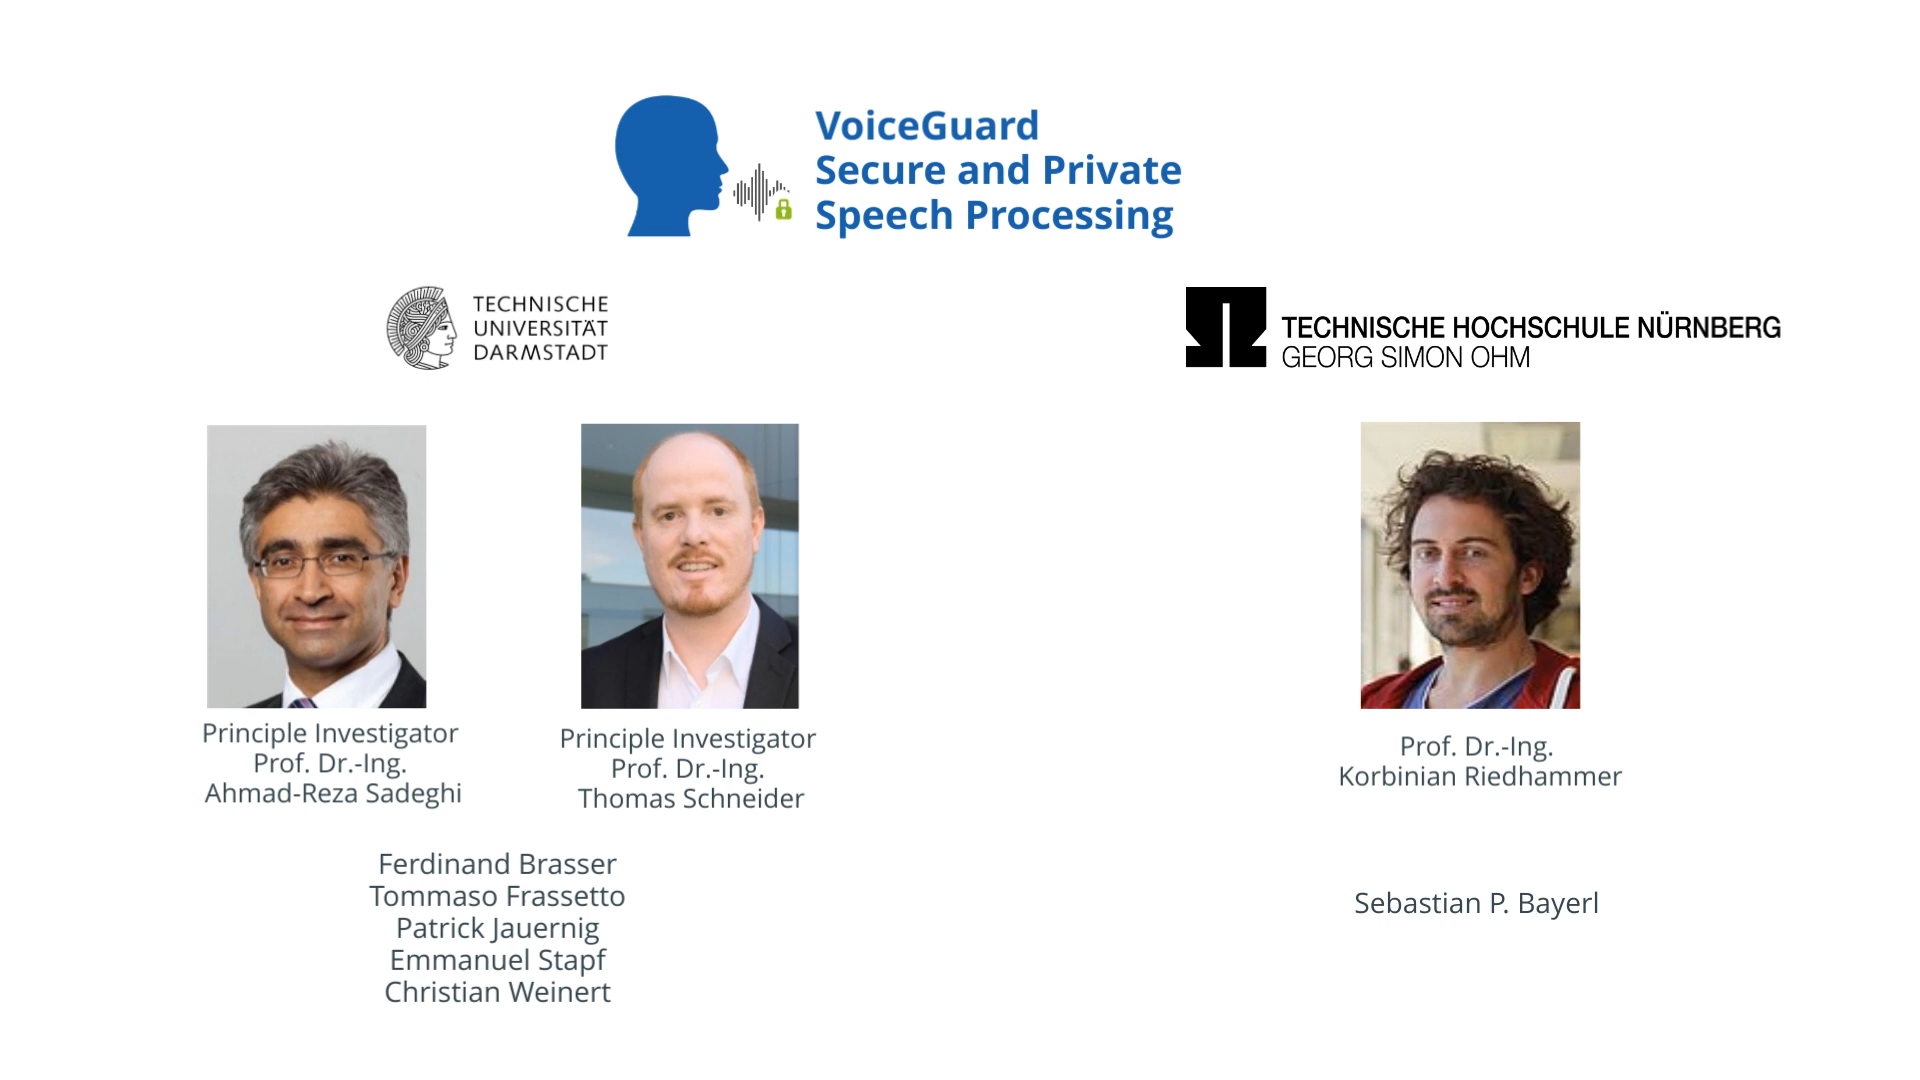 VoiceGuard
Secure and Private
Speech Processing
TECHNISCHE
UNIVERSITÄT
DARMSTADT
TECHNISCHE HOCHSCHULE NÜRNBERG
GEORG SIMON OHM
Principle Investigator
Prof. Dr.-Ing.
Ahmad-Reza Sadeghi
Principle Investigator
Prof. Dr.-Ing.
Thomas Schneider
Prof. Dr.-Ing.
Korbinian Riedhammer
Ferdinand Brasser
Tommaso Frassetto
Patrick Jauernig
Emmanuel Stapf
Christian Weinert
Sebastian P. Bayerl